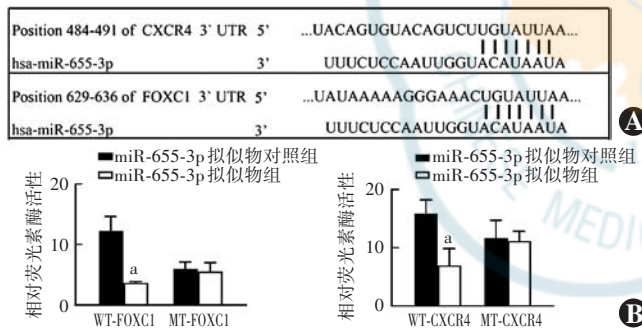 Position 484-491 of CXCR4 3' UTR 5' ...UACAGUGUACAGUCUUGUAUUAA...
hsa-miR-655-3p 3' UUUCUCCAAUUGGUACAUAAUA
Position 629-636 of FOXC1 3' UTR 5' ...UAUAAAAAGGGAAACUGUAUUAA...
hsa-miR-655-3p 3' UUUCUCCAAUUGGUACAUAAUA
A
miR-655-3p拟似物对照组
miR-655-3p拟似物组
相对荧光素酶活性
20
10
0
a
WT-FOXC1 MT-FOXC1
miR-655-3p拟似物对照组
miR-655-3p拟似物组
相对荧光素酶活性
20
10
0
a
WT-CXCR4 MT-CXCR4
B